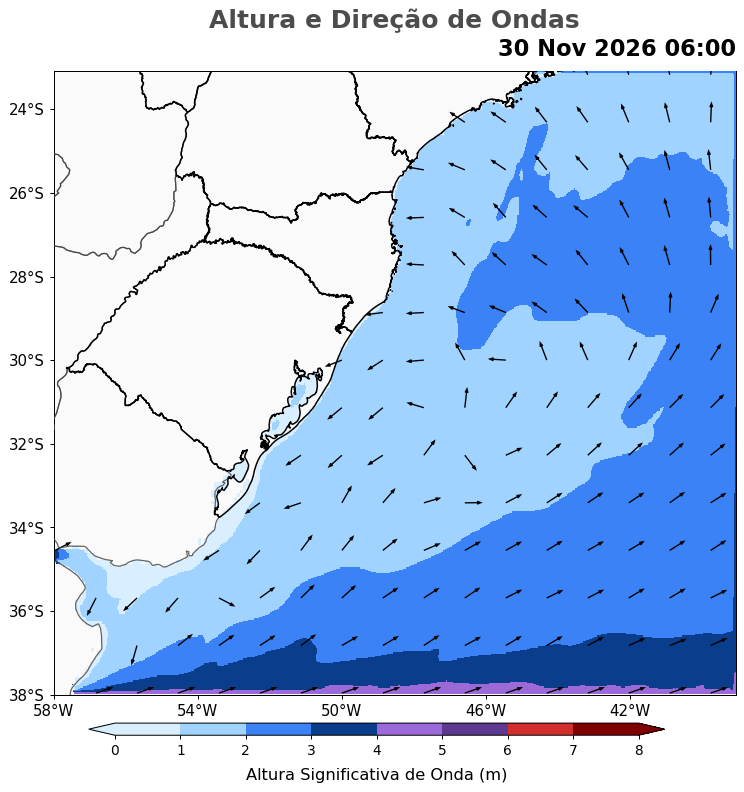 Altura e Direção de Ondas
30 Nov 2026 06:00
24°S
26°S
28°S
30°S
32°S
34°S
36°S
38°S
58°W 54°W 50°W 46°W 42°W
0 1 2 3 4 5 6 7 8
Altura Significativa de Onda (m)